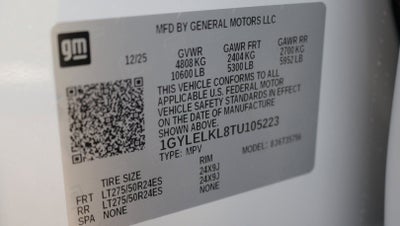 MFD BY GENERAL MOTORS LLC
gm
12/25
GVWR GAWR FRT GAWR RR
4808 KG 2404 KG 2700 KG
10600 LB 5300 LB 5952 LB
THIS VEHICLE CONFORMS TO ALL
APPLICABLE U.S. FEDERAL MOTOR
VEHICLE SAFETY STANDARDS IN EFFECT
ON THE DATE OF MANUFACTURE
SHOWN ABOVE.
1GYLELKL8TU105223
TYPE: MPV MODEL:
TIRE SIZE RIM
FRT LT275/50R24ES 24X9J
RR LT275/50R24ES 24X9J
SPA NONE NONE